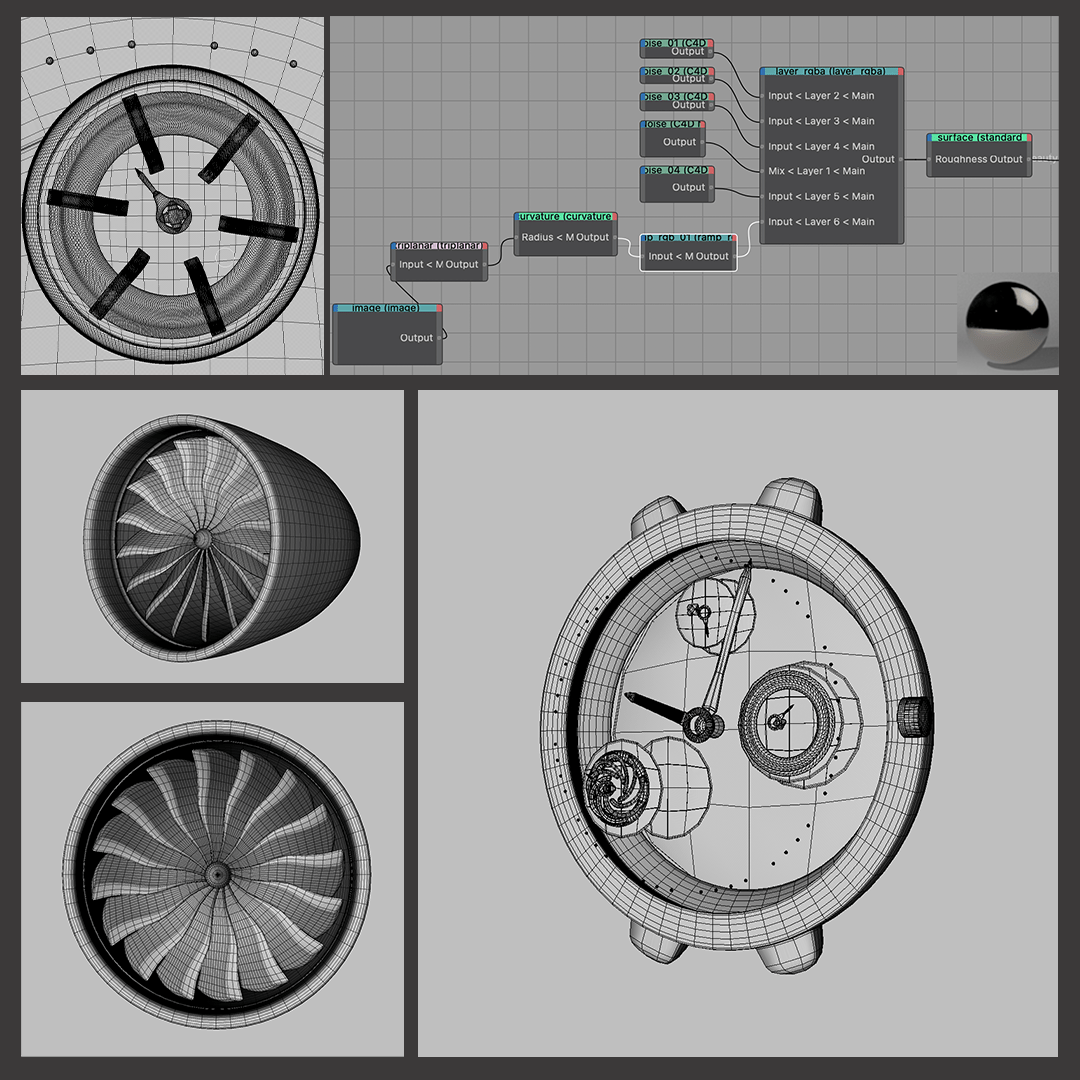 oise_01 (C4D
Output
oise_02 (C4D
Output
oise_03 (C4D
Output
oise (C4D
Output
oise_04 (C4D
Output
layer_rgba (layer_rgba)
Input < Layer 2 < Main
Input < Layer 3 < Main
Input < Layer 4 < Main
Output
Mix < Layer 1 < Main
Input < Layer 5 < Main
Input < Layer 6 < Main
surface (standard
Roughness Output
urvature (curvature
Radius < M Output
p_rgb_01 (ramp_r
Input < M Output
riplanar (triplanar)
Input < M Output
image (image)
Output